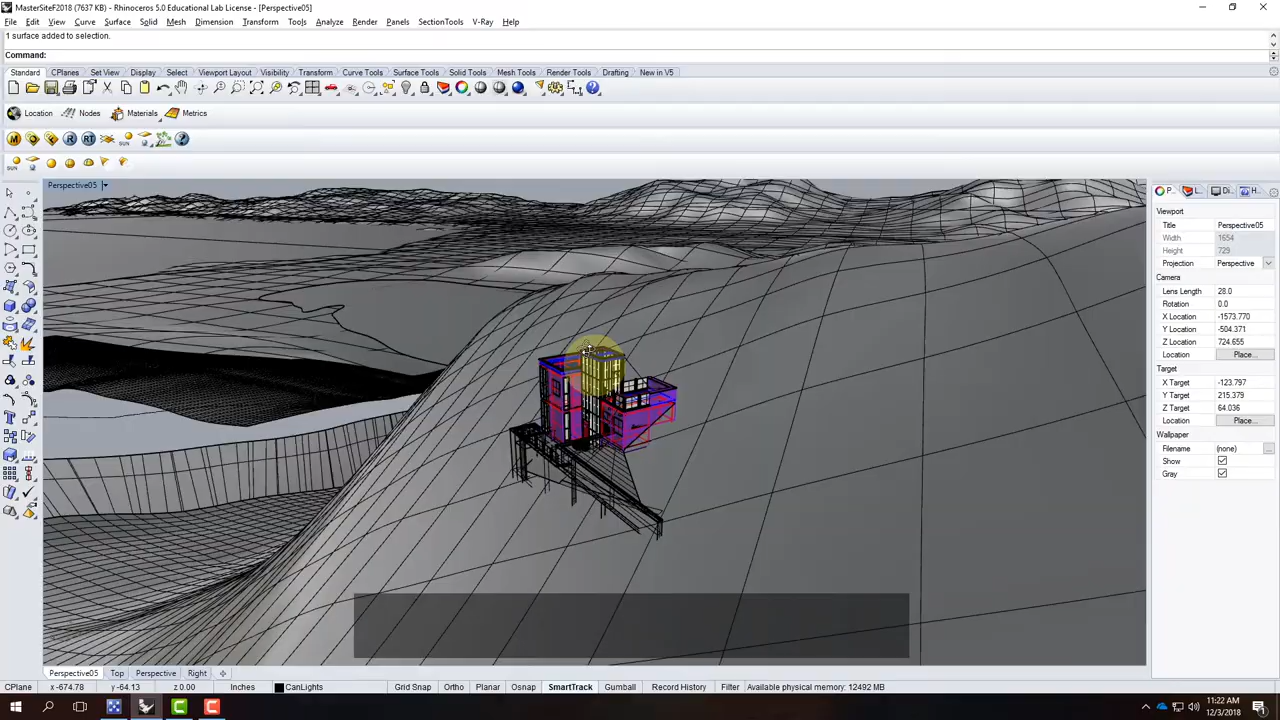 MasterSiteF2018 (7637 KB) - Rhinoceros 5.0 Educational Lab License - [Perspective05]
File Edit View Curve Surface Solid Mesh Dimension Transform Tools Analyze Render Panels SectionTools V-Ray Help
1 surface added to selection.
Command:
Standard CPlanes Set View Display Select Viewport Layout Visibility Transform Curve Tools Surface Tools Solid Tools Mesh Tools Render Tools Drafting New in V5
Location Nodes Materials Metrics
Perspective05
P... L... Di... H...
Viewport
Title Perspective05
Width 1654
Height 729
Projection Perspective
Camera
Lens Length 28.0
Rotation 0.0
X Location -1573.770
Y Location -504.371
Z Location 724.655
Location Place...
Target
X Target -123.797
Y Target 215.379
Z Target 64.036
Location Place...
Wallpaper
Filename (none) ...
Show
Gray
Perspective05 Top Perspective Right
CPlane x -674.78 y -64.13 z 0.00 Inches CanLights Grid Snap Ortho Planar Osnap SmartTrack Gumball Record History Filter Available physical memory: 12492 MB
11:22 AM
12/3/2018